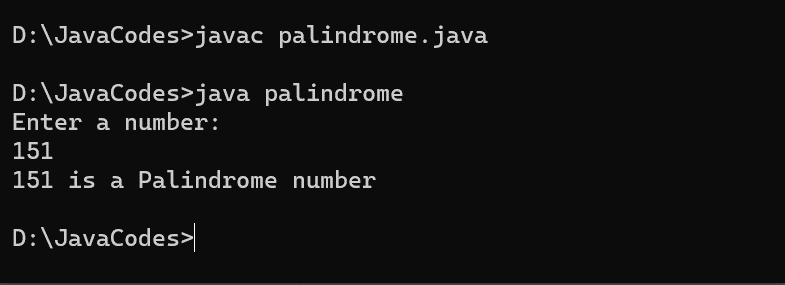 D:\JavaCodes>javac palindrome.java
D:\JavaCodes>java palindrome
Enter a number:
151
151 is a Palindrome number
D:\JavaCodes>